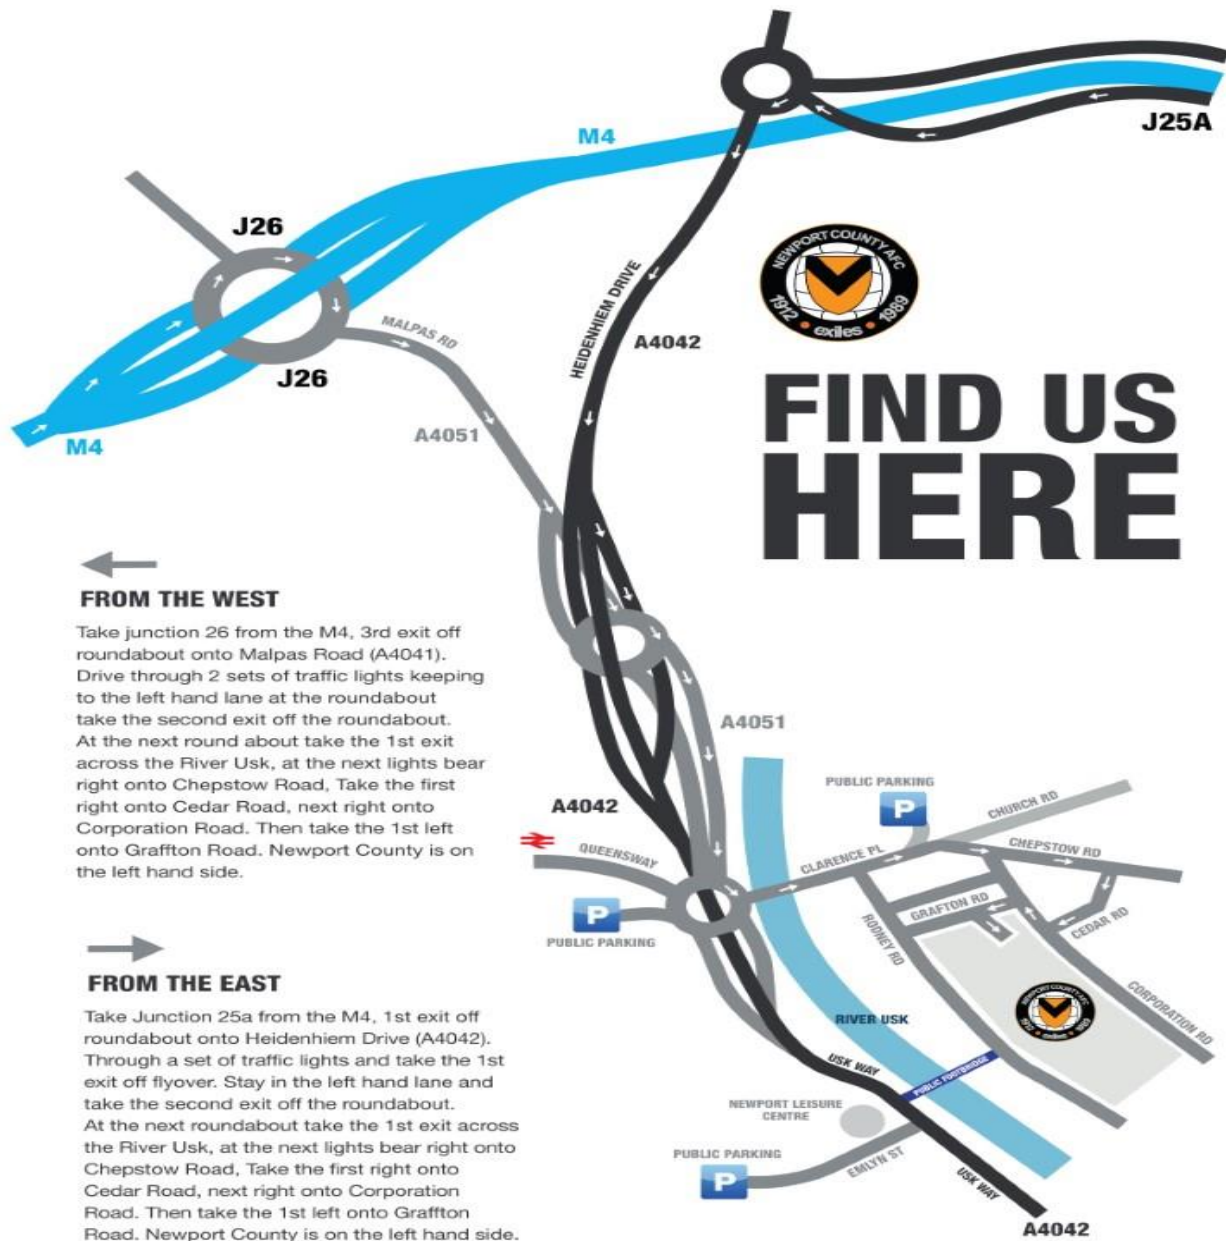 J25A
M4
J26
J26
M4
MALPAS RD
A4051
HEIDENHIEM DRIVE
A4042
NEWPORT COUNTY AFC
1912 • exiles • 1989
FIND US
HERE
FROM THE WEST
Take junction 26 from the M4, 3rd exit off
roundabout onto Malpas Road (A4041).
Drive through 2 sets of traffic lights keeping
to the left hand lane at the roundabout
take the second exit off the roundabout.
At the next round about take the 1st exit
across the River Usk, at the next lights bear
right onto Chepstow Road, Take the first
right onto Cedar Road, next right onto
Corporation Road. Then take the 1st left
onto Graffton Road. Newport County is on
the left hand side.
FROM THE EAST
Take Junction 25a from the M4, 1st exit off
roundabout onto Heidenhiem Drive (A4042).
Through a set of traffic lights and take the 1st
exit off flyover. Stay in the left hand lane and
take the second exit off the roundabout.
At the next roundabout take the 1st exit across
the River Usk, at the next lights bear right onto
Chepstow Road, Take the first right onto
Cedar Road, next right onto Corporation
Road. Then take the 1st left onto Graffton
Road. Newport County is on the left hand side.
A4051
A4042
QUEENSWAY
P
PUBLIC PARKING
PUBLIC PARKING
P
CHURCH RD
CLARENCE PL
CHEPSTOW RD
GRAFTON RD
CEDAR RD
RODNEY RD
CORPORATION RD
NEWPORT COUNTY AFC
1912 exiles 1989
RIVER USK
USK WAY
PUBLIC FOOTBRIDGE
NEWPORT LEISURE
CENTRE
PUBLIC PARKING
P
EMLYN ST
USK WAY
A4042